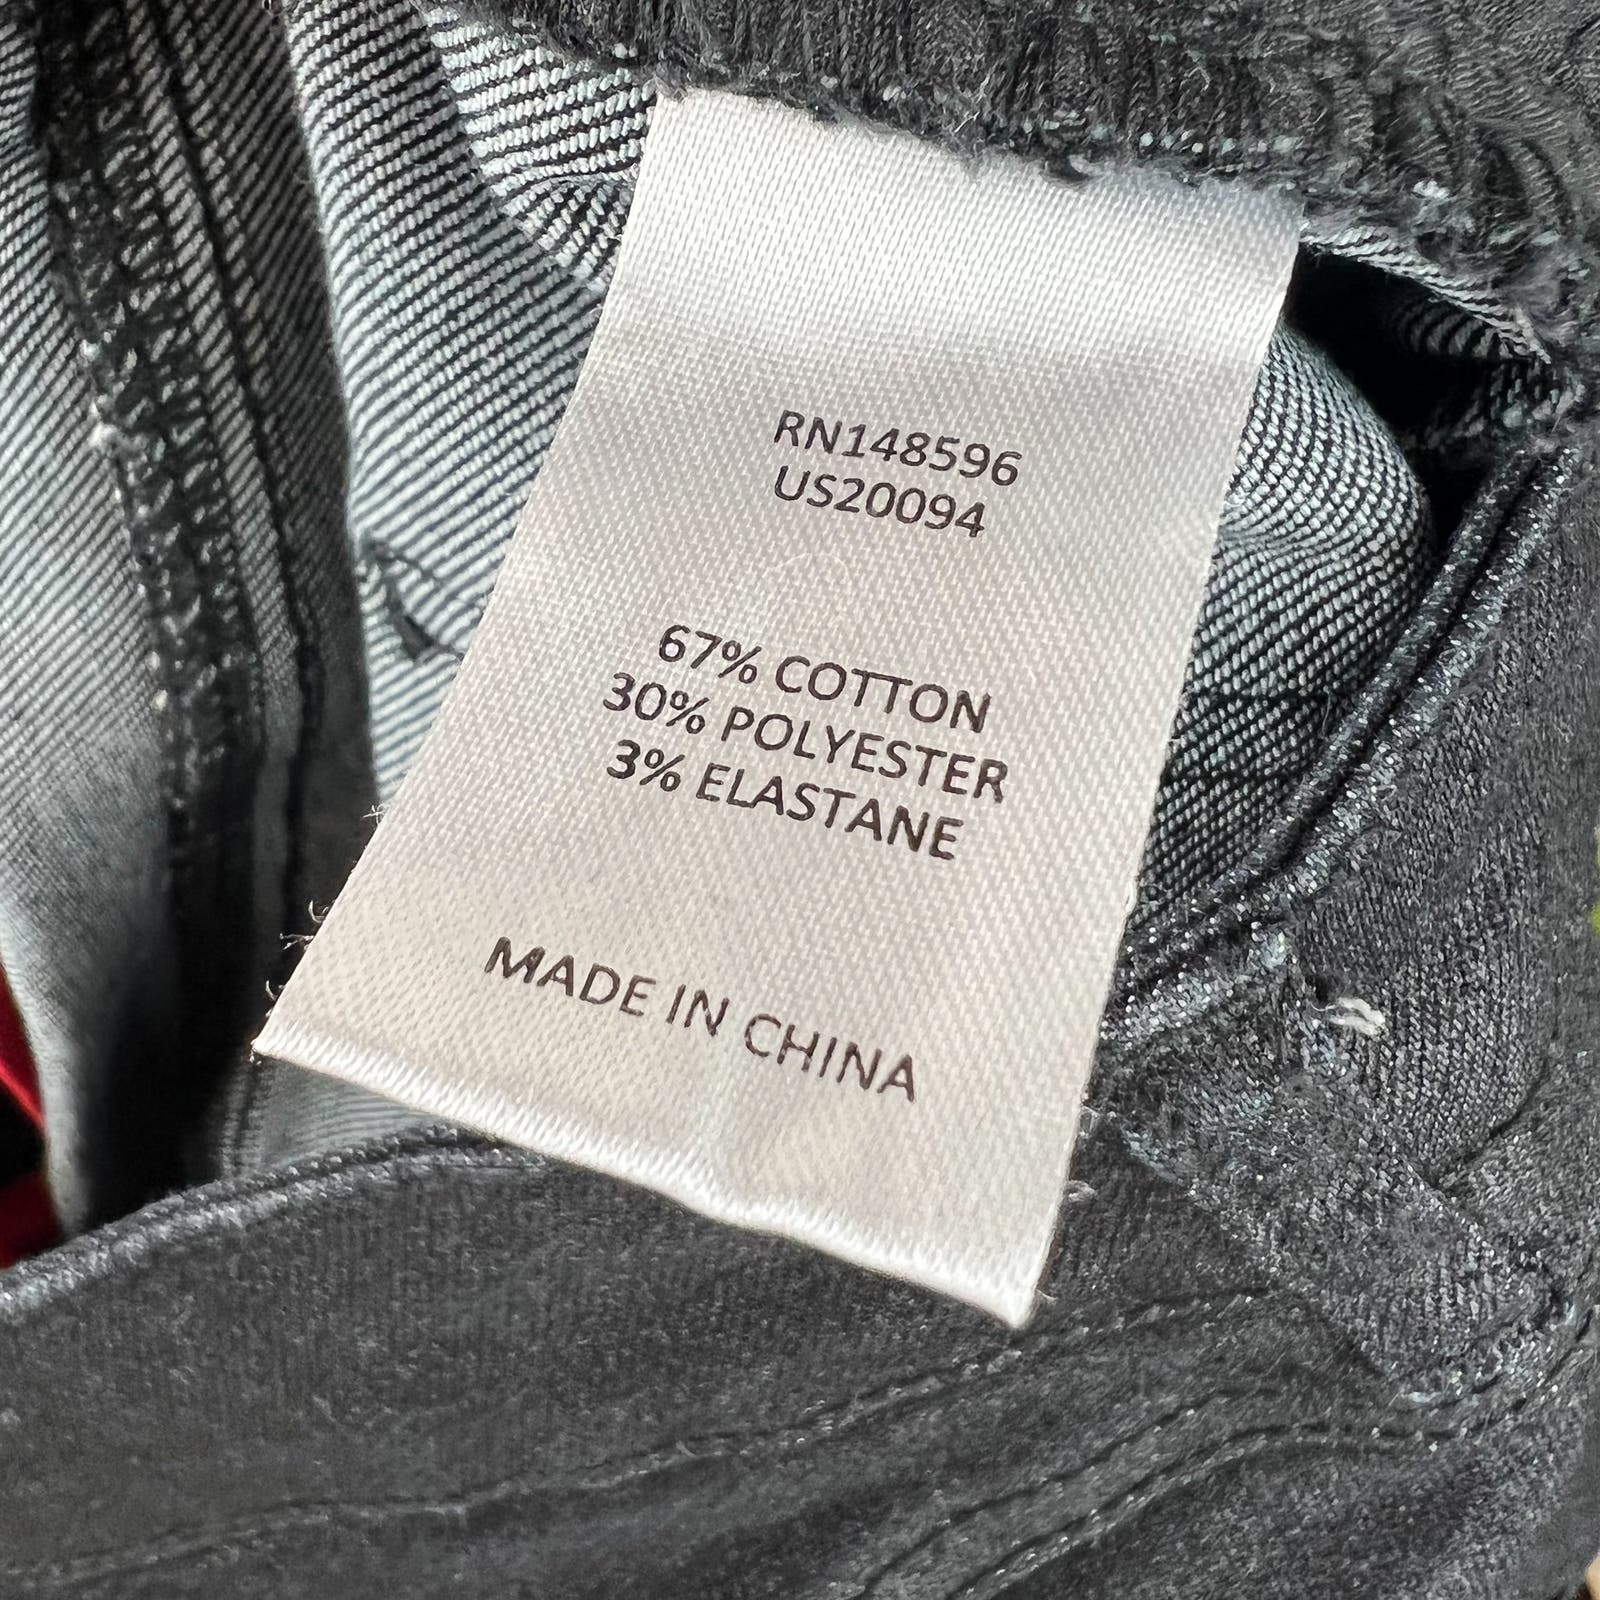 RN148596
US20094
67% COTTON
30% POLYESTER
3% ELASTANE
MADE IN CHINA